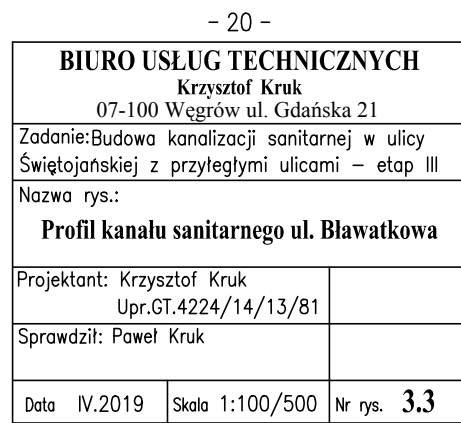 - 20 -
BIURO USŁUG TECHNICZNYCH
Krzysztof Kruk
07-100 Węgrów ul. Gdańska 21
Zadanie:Budowa kanalizacji sanitarnej w ulicy
Świętojańskiej z przyległymi ulicami – etap III
Nazwa rys.:
Profil kanału sanitarnego ul. Bławatkowa
Projektant: Krzysztof Kruk
Upr.GT.4224/14/13/81
Sprawdził: Paweł Kruk
Data IV.2019 Skala 1:100/500 Nr rys. 3.3